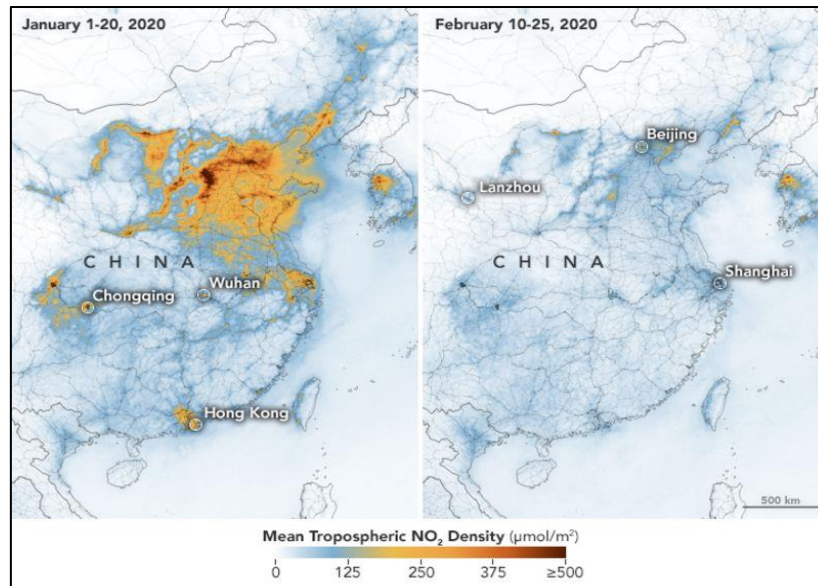 January 1-20, 2020
February 10-25, 2020
Beijing
Lanzhou
CHINA
CHINA
Wuhan
Shanghai
Chongqing
Hong Kong
500 km
Mean Tropospheric NO₂ Density (µmol/m²)
0 125 250 375 ≥500